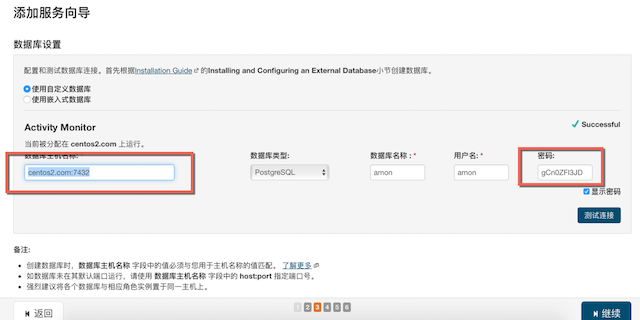 添加服务向导
数据库设置
配置和测试数据库连接。首先根据Installation Guide 的Installing and Configuring an External Database小节创建数据库。
使用自定义数据库
使用嵌入式数据库
Activity Monitor
Successful
当前被分配在 centos2.com 上运行。
数据库主机名称: 数据库类型: 数据库名称 : * 用户名: * 密码:
centos2.com:7432 PostgreSQL amon amon gCn0ZFl3JD
显示密码
测试连接
备注:
创建数据库时，数据库主机名称 字段中的值必须与您用于主机名称的值匹配。 了解更多
如数据库未在其默认端口运行，请使用 数据库主机名称 字段中的 host:port 指定端口号。
强烈建议将各个数据库与相应角色实例置于同一主机上。
返回 1 2 3 4 5 6 继续